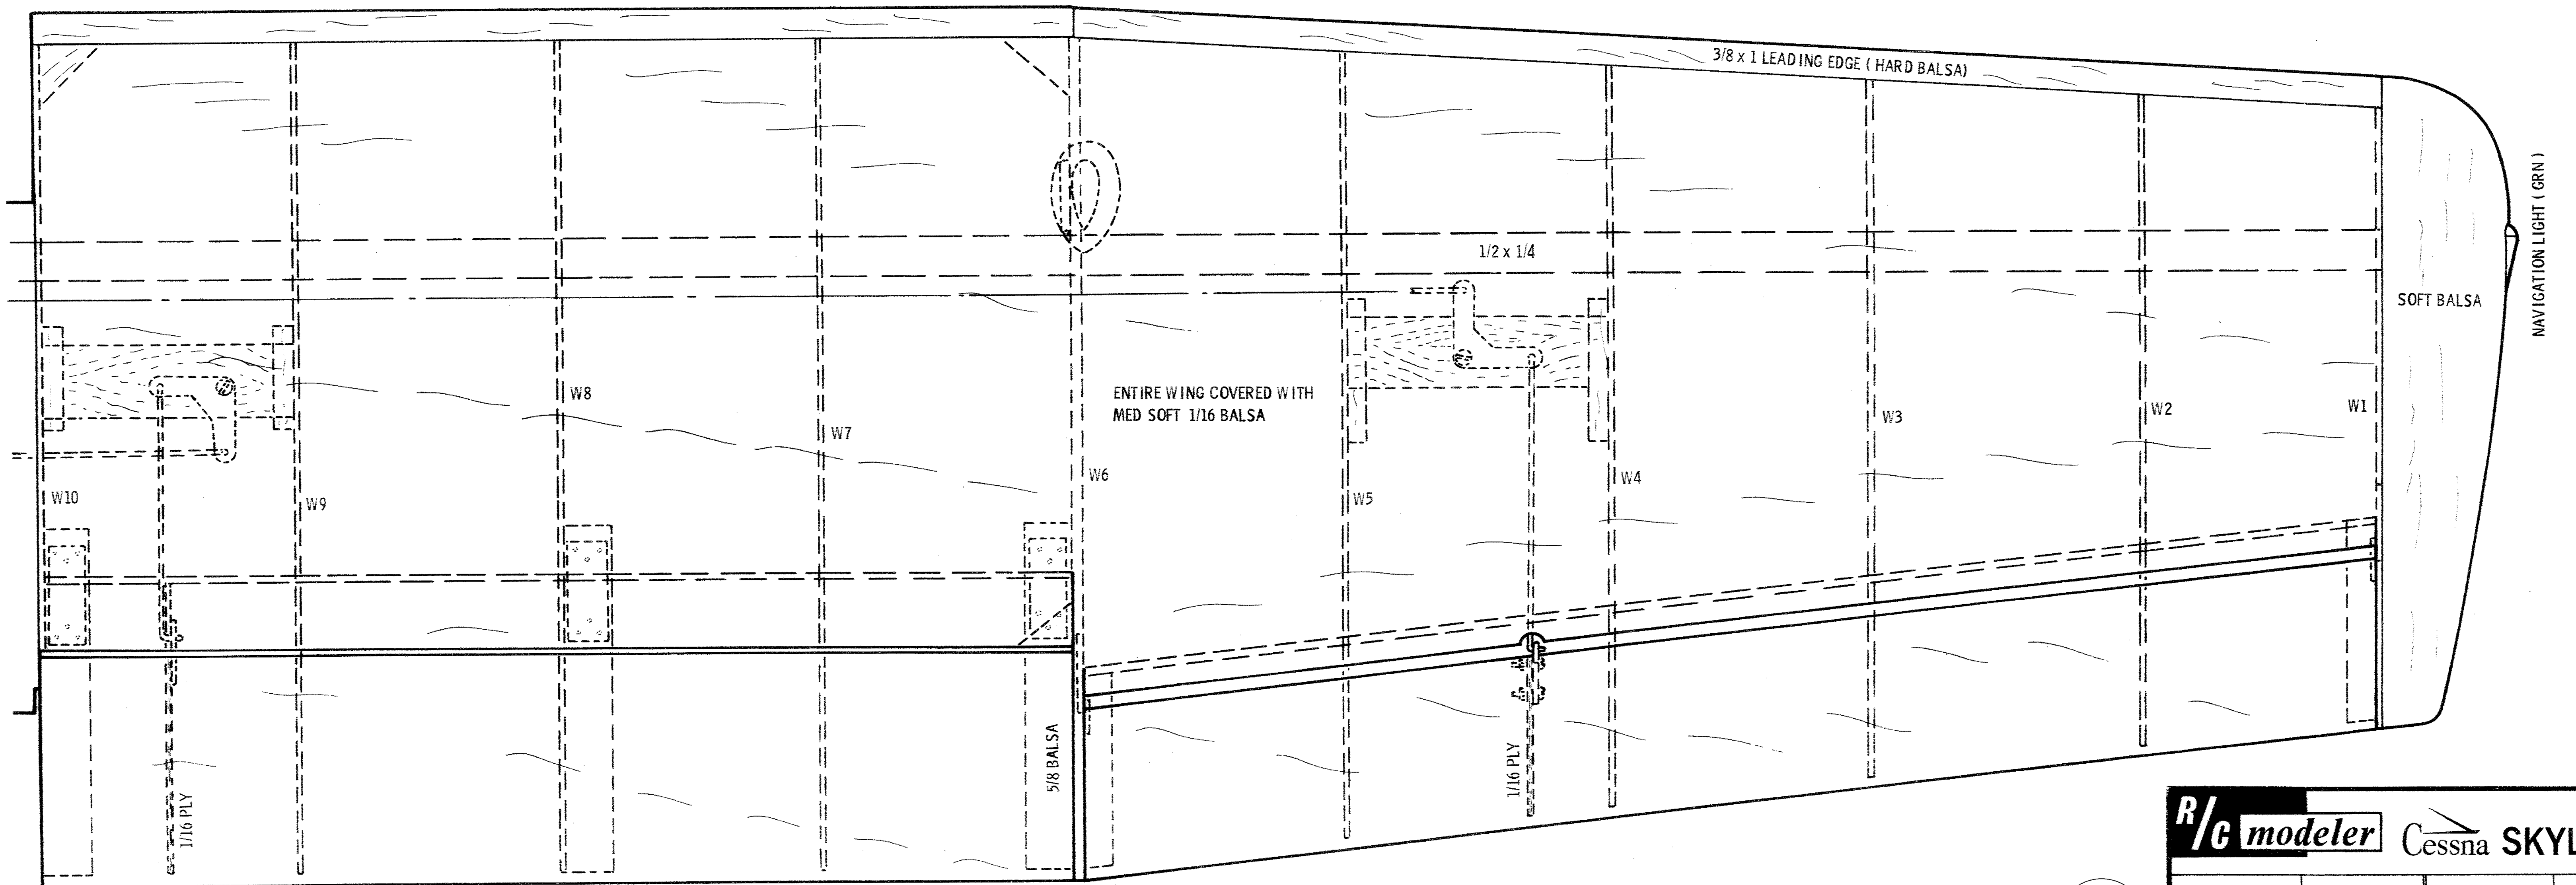 3/8 x 1 LEADING EDGE ( HARD BALSA)
NAVIGATION LIGHT ( GRN )
1/2 x 1/4
SOFT BALSA
W8
ENTIRE WING COVERED WITH
MED SOFT 1/16 BALSA
W7
W3
W2
W1
W10
W9
W6
W5
W4
5/8 BALSA
1/16 PLY
1/16 PLY
R/C modeler Cessna SKYL